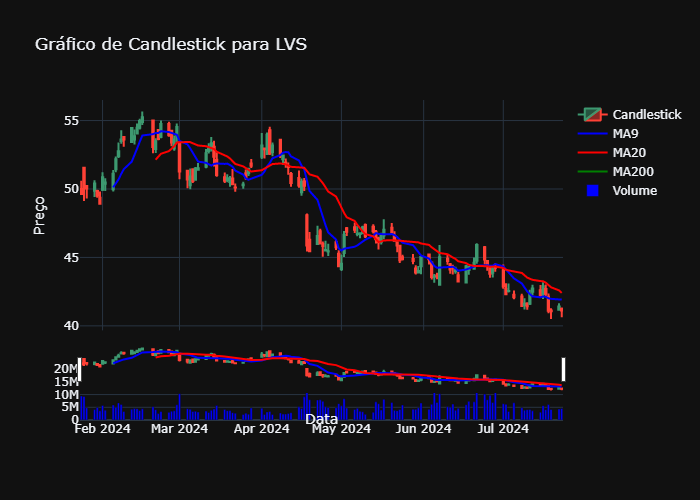 Gráfico de Candlestick para LVS
Candlestick
MA9
MA20
MA200
Volume
Preço
55
50
45
40
20M
15M
10M
5M
0
Data
Feb 2024
Mar 2024
Apr 2024
May 2024
Jun 2024
Jul 2024